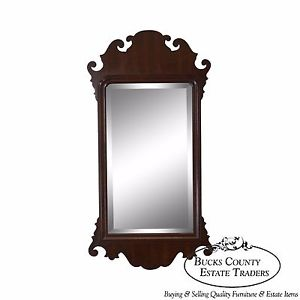 BUCKS COUNTY
ESTATE TRADERS
Buying & Selling Quality Furniture & Estate Items